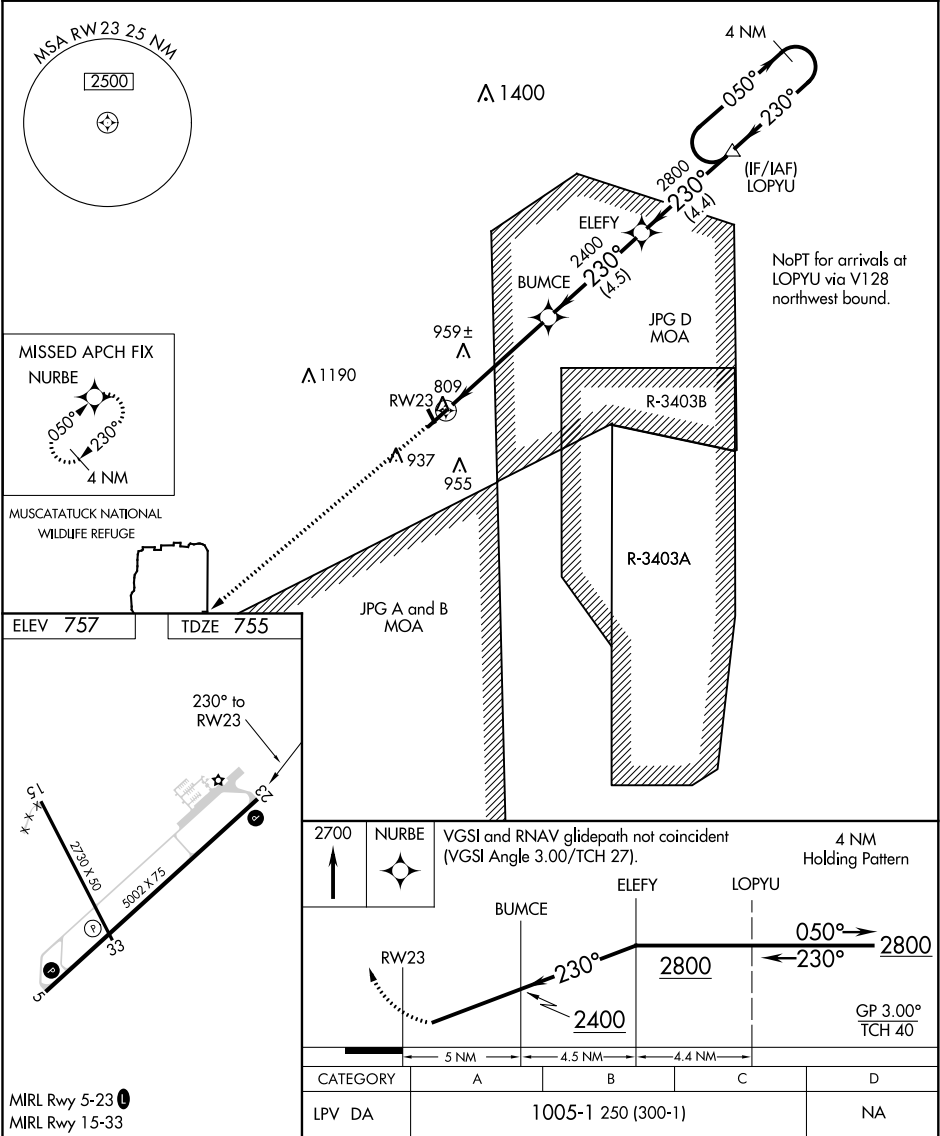 MSA RW 23 25 NM
2500
1400
4 NM
050°
230°
(IF/IAF)
LOPYU
2800
230°
(4.4)
ELEFY
2400
230°
(4.5)
BUMCE
NoPT for arrivals at
LOPYU via V128
northwest bound.
JPG D
MOA
959±
MISSED APCH FIX
NURBE
050°
230°
4 NM
1190
809
RW23
R-3403B
937
955
MUSCATATUCK NATIONAL
WILDLIFE REFUGE
R-3403A
JPG A and B
MOA
ELEV 757
TDZE 755
230° to
RW23
15
X X X
23
P
2730 X 50
5002 X 75
P
33
P
5
MIRL Rwy 5-23 L
MIRL Rwy 15-33
2700
NURBE
VGSI and RNAV glidepath not coincident
(VGSI Angle 3.00/TCH 27).
4 NM
Holding Pattern
ELEFY
LOPYU
BUMCE
RW23
230°
2800
050°
230°
2800
2400
GP 3.00°
TCH 40
5 NM
4.5 NM
4.4 NM
CATEGORY A B C D
LPV DA 1005-1 250 (300-1) NA